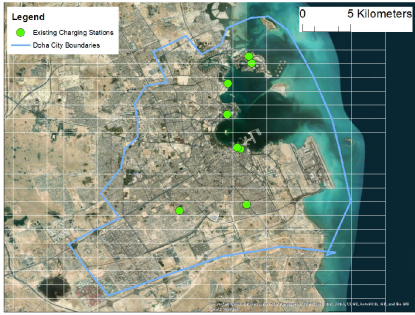 Legend
Existing Charging Stations
Doha City Boundaries
0 5 Kilometers